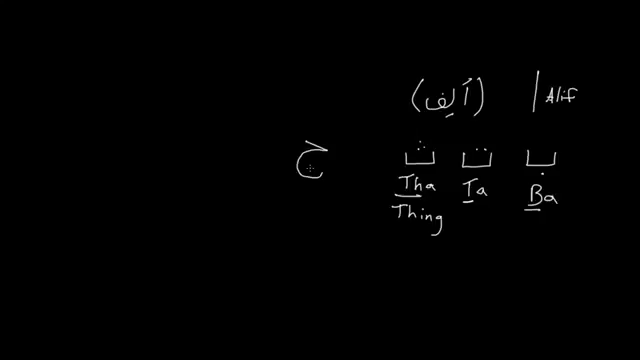 ا Alif (أَلِف)
ب ت ث ج
Ba Ta Tha
Thing